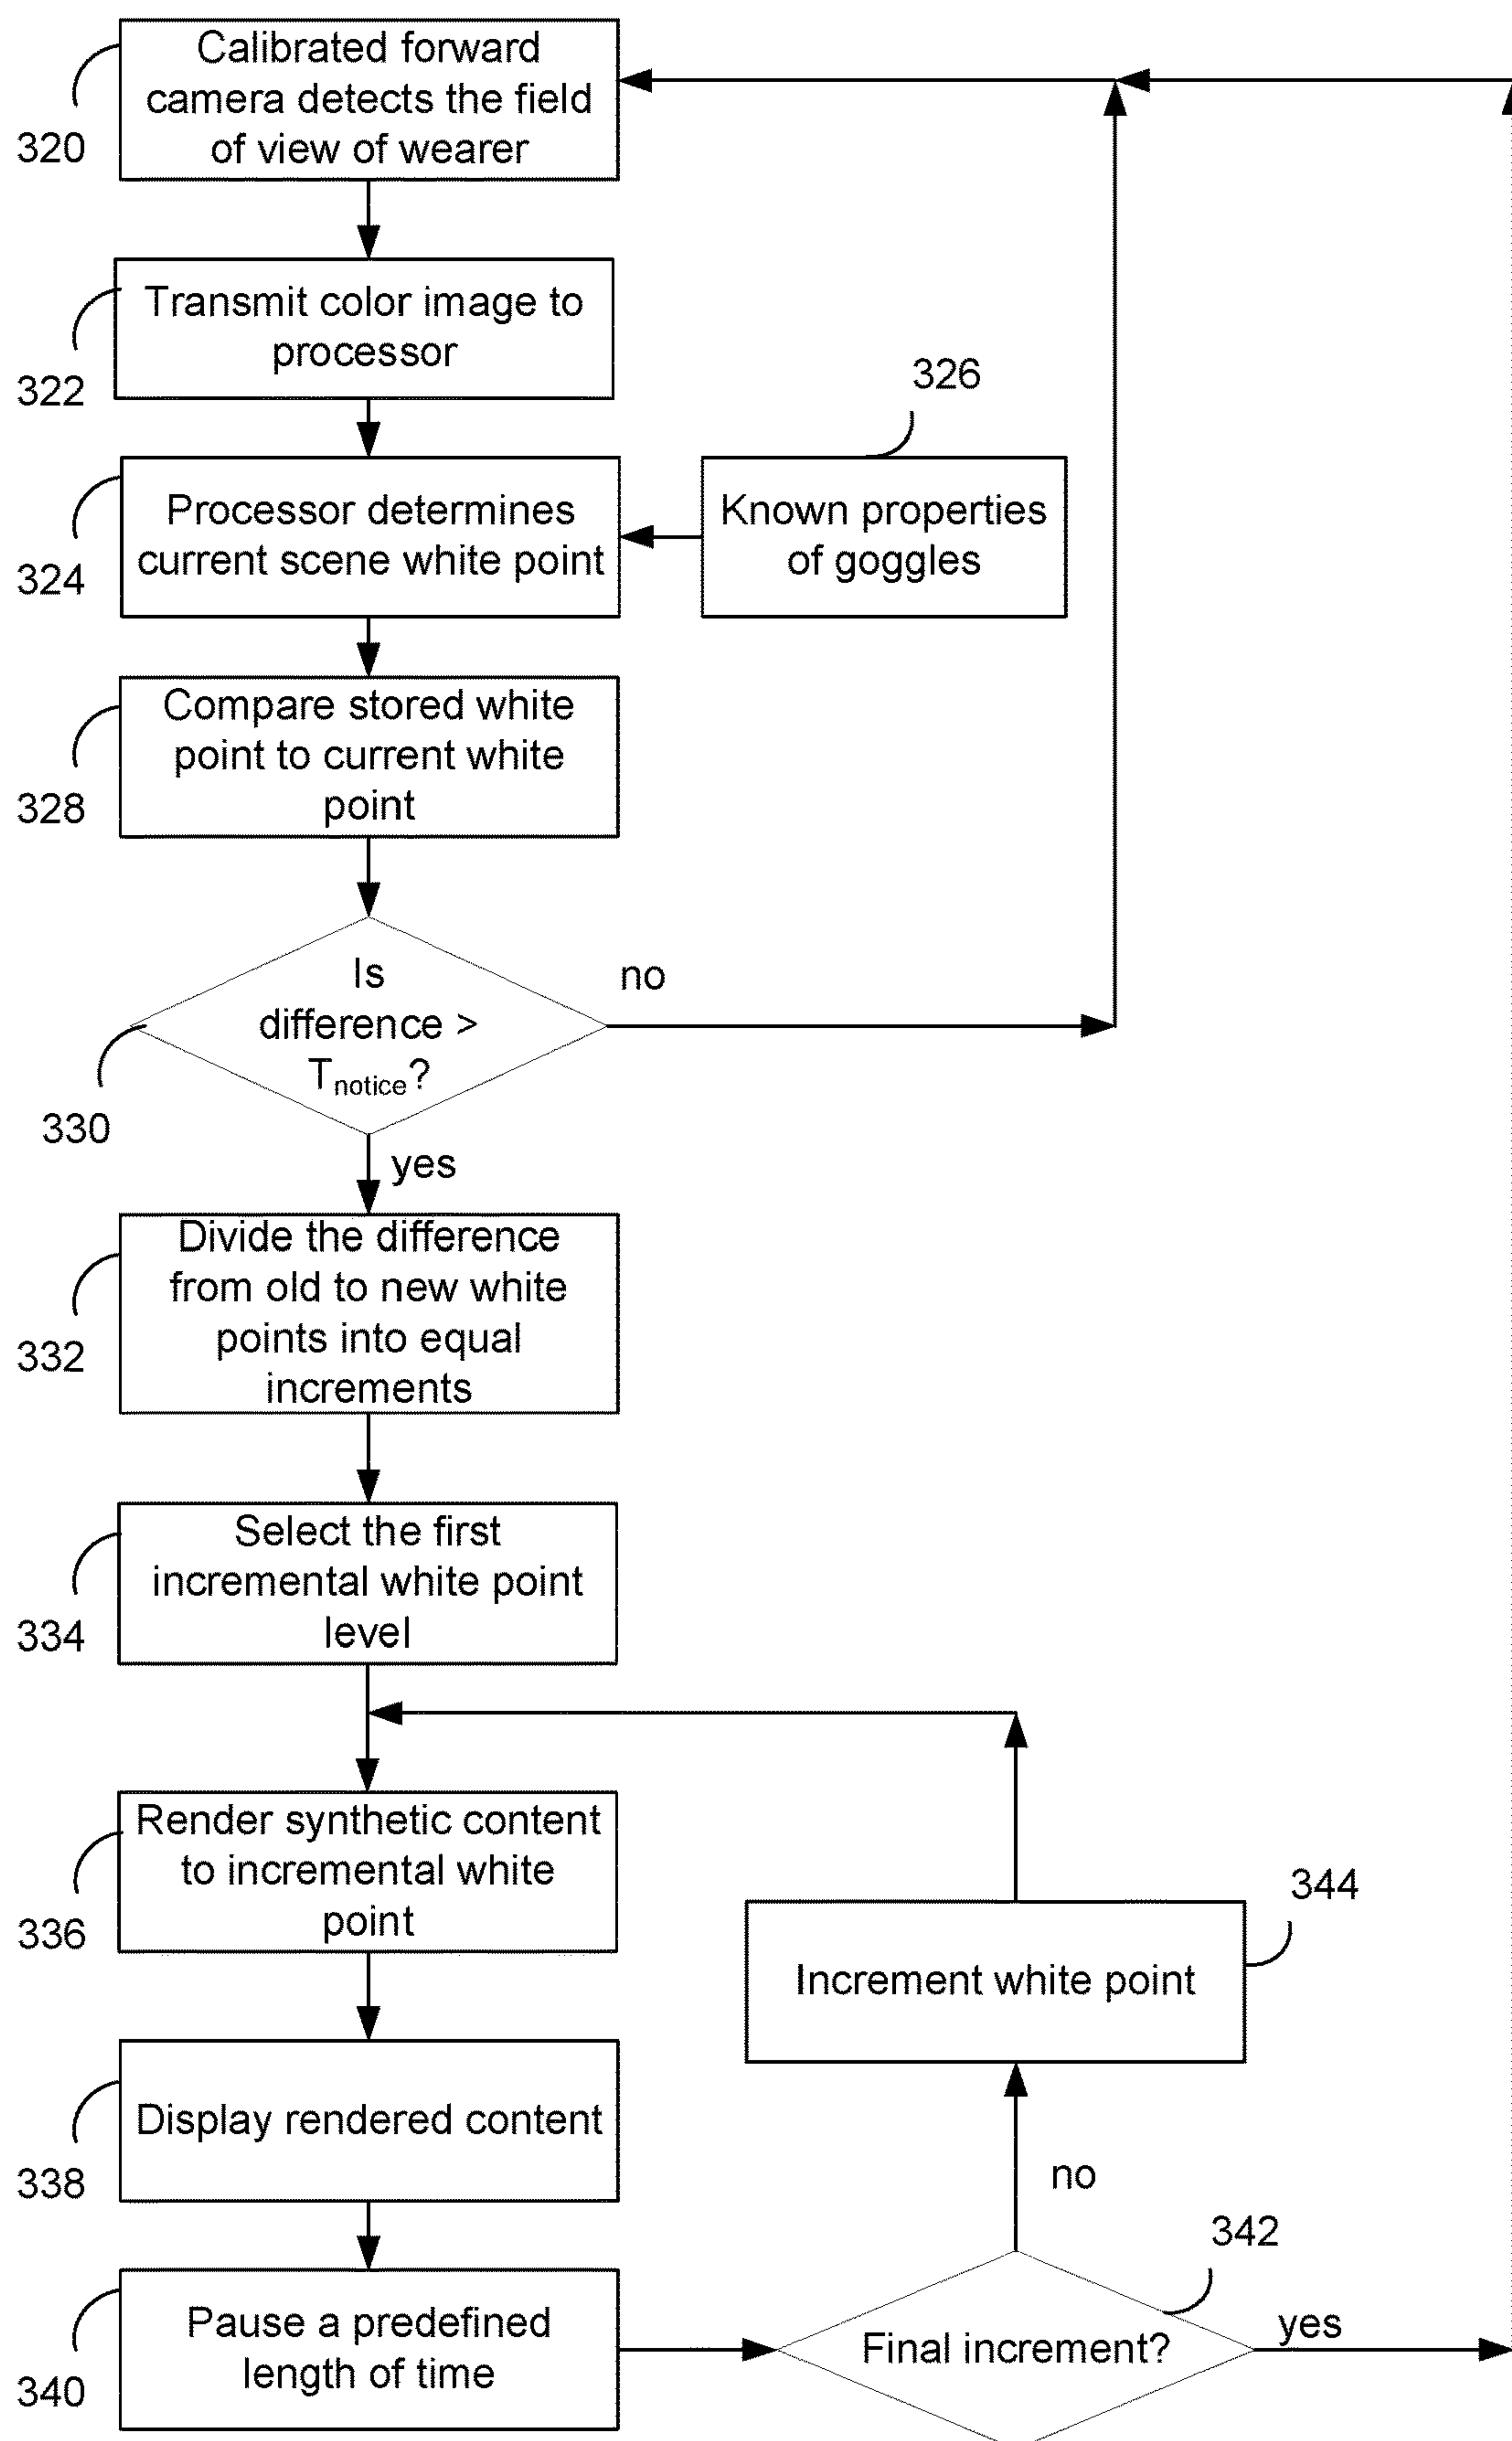 Calibrated forward
camera detects the field
of view of wearer
320
Transmit color image to
processor
322
326
Processor determines
current scene white point
324
Known properties
of goggles
Compare stored white
point to current white
point
328
Is
difference >
Tnotice?
no
330
yes
Divide the difference
from old to new white
points into equal
increments
332
Select the first
incremental white point
level
334
Render synthetic content
to incremental white
point
336
344
Increment white point
Display rendered content
338
no
342
Pause a predefined
length of time
340
Final increment?
yes